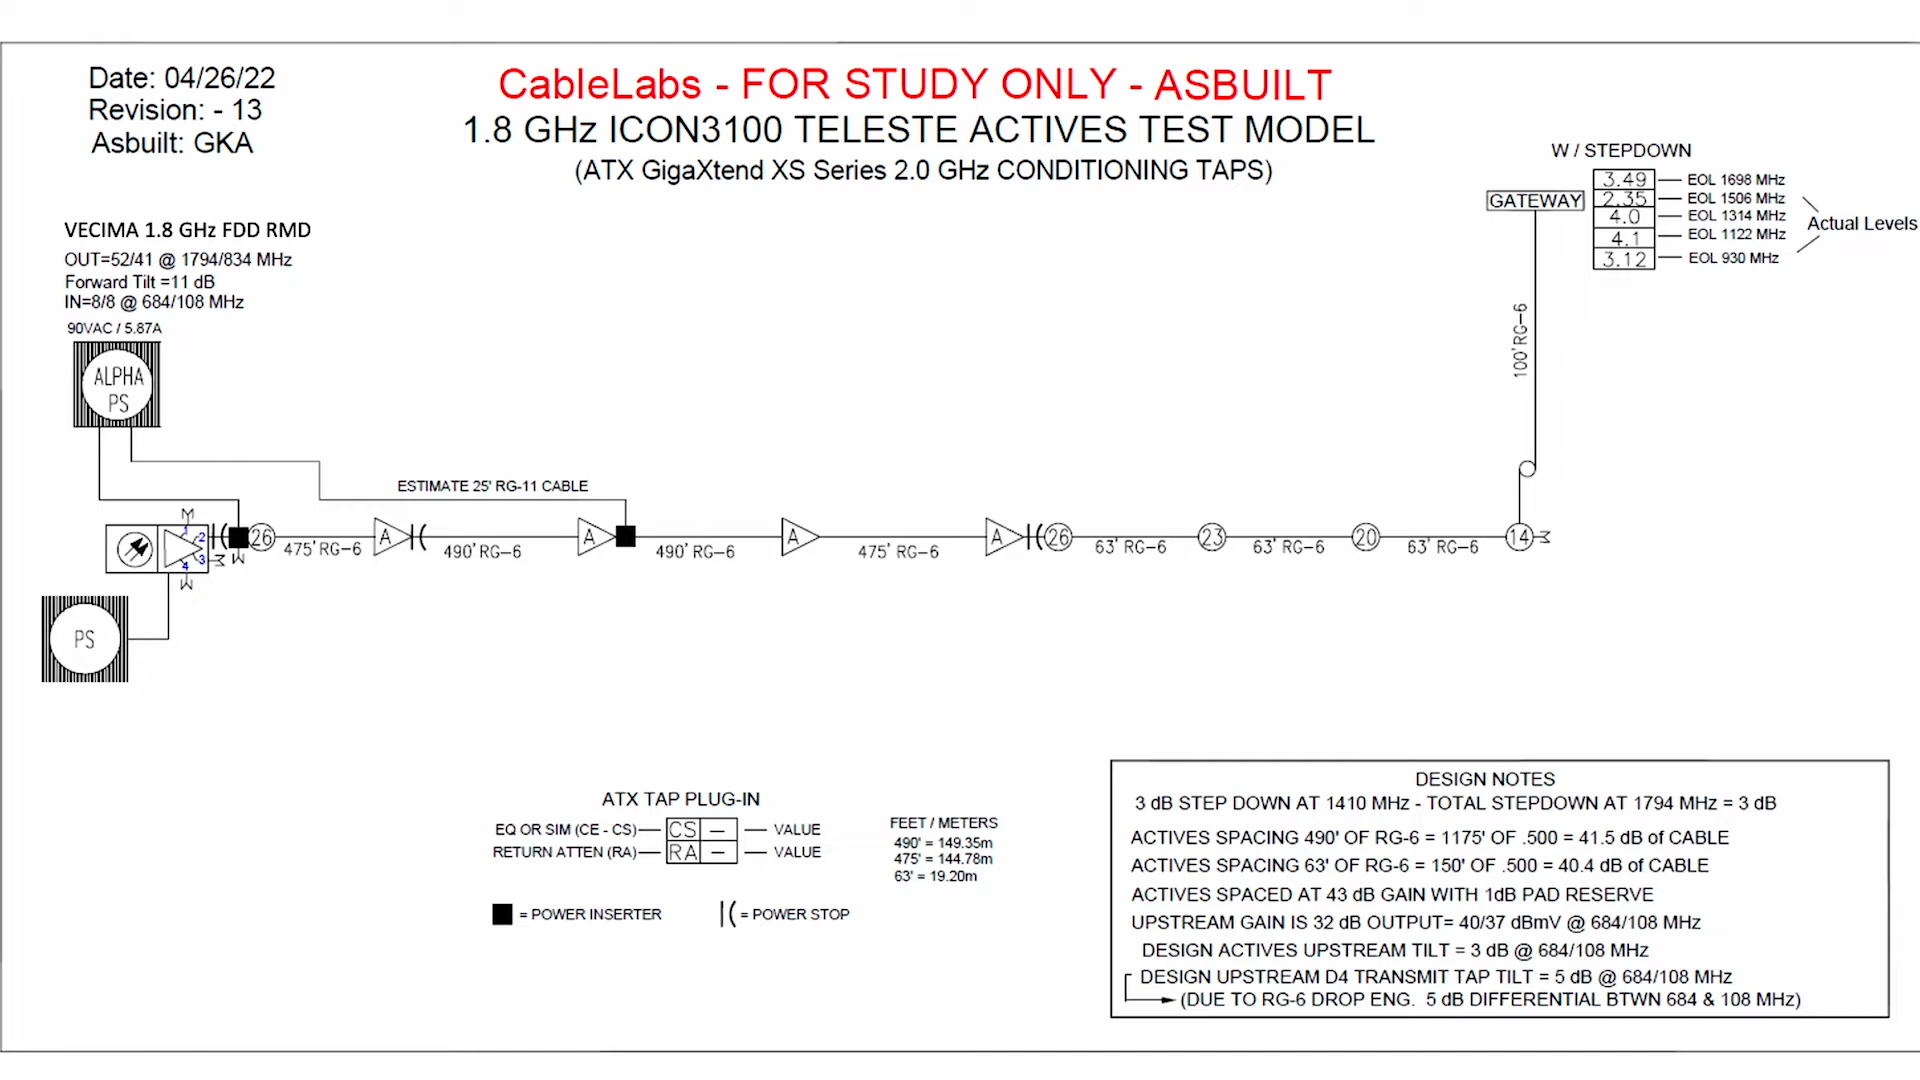 Date: 04/26/22
Revision: - 13
Asbuilt: GKA
CableLabs - FOR STUDY ONLY - ASBUILT
1.8 GHz ICON3100 TELESTE ACTIVES TEST MODEL
(ATX GigaXtend XS Series 2.0 GHz CONDITIONING TAPS)
W / STEPDOWN
GATEWAY
3.49 EOL 1698 MHz
2.35 EOL 1506 MHz
4.0 EOL 1314 MHz
4.1 EOL 1122 MHz
3.12 EOL 930 MHz
Actual Levels
VECIMA 1.8 GHz FDD RMD
OUT=52/41 @ 1794/834 MHz
Forward Tilt =11 dB
IN=8/8 @ 684/108 MHz
90VAC / 5.87A
ALPHA
PS
100'RG-6
ESTIMATE 25' RG-11 CABLE
1
2
3
4
26
475'RG-6
A
490'RG-6
A
490'RG-6
A
475'RG-6
A
26
63' RG-6
23
63' RG-6
20
63' RG-6
14
PS
ATX TAP PLUG-IN
EQ OR SIM (CE - CS) CS - VALUE
RETURN ATTEN (RA) RA - VALUE
FEET / METERS
490' = 149.35m
475' = 144.78m
63' = 19.20m
= POWER INSERTER
= POWER STOP
DESIGN NOTES
3 dB STEP DOWN AT 1410 MHz - TOTAL STEPDOWN AT 1794 MHz = 3 dB
ACTIVES SPACING 490' OF RG-6 = 1175' OF .500 = 41.5 dB of CABLE
ACTIVES SPACING 63' OF RG-6 = 150' OF .500 = 40.4 dB of CABLE
ACTIVES SPACED AT 43 dB GAIN WITH 1dB PAD RESERVE
UPSTREAM GAIN IS 32 dB OUTPUT= 40/37 dBmV @ 684/108 MHz
DESIGN ACTIVES UPSTREAM TILT = 3 dB @ 684/108 MHz
DESIGN UPSTREAM D4 TRANSMIT TAP TILT = 5 dB @ 684/108 MHz
(DUE TO RG-6 DROP ENG. 5 dB DIFFERENTIAL BTWN 684 & 108 MHz)